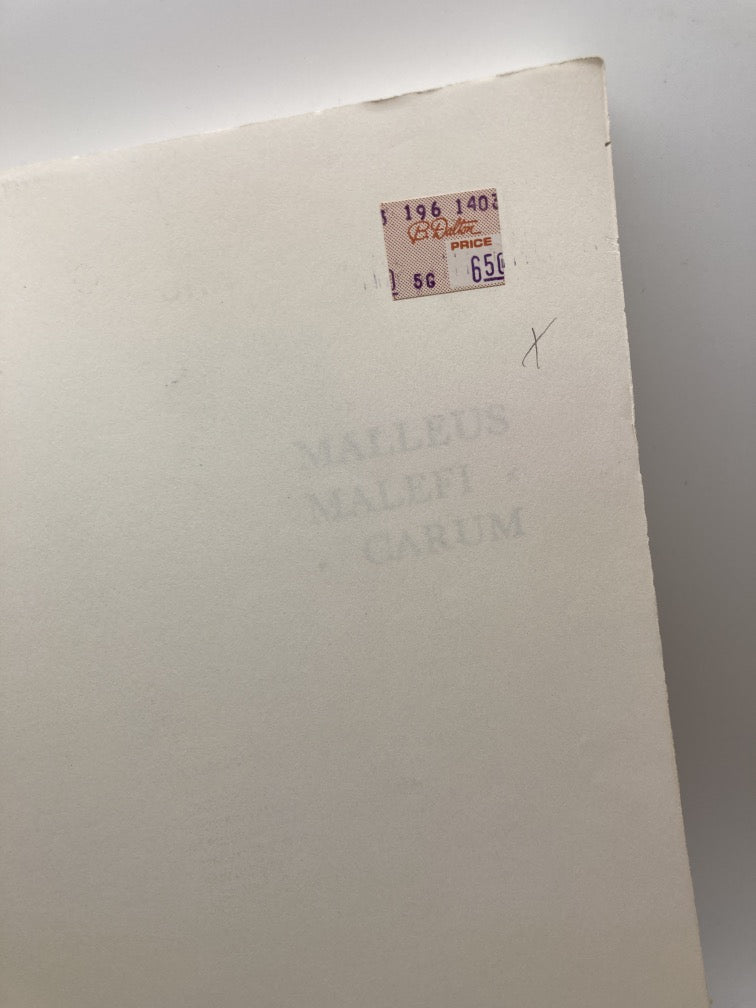 196 140
B. Dalton
PRICE
5G 650
MALLEUS
MALEFI ·
· CARUM